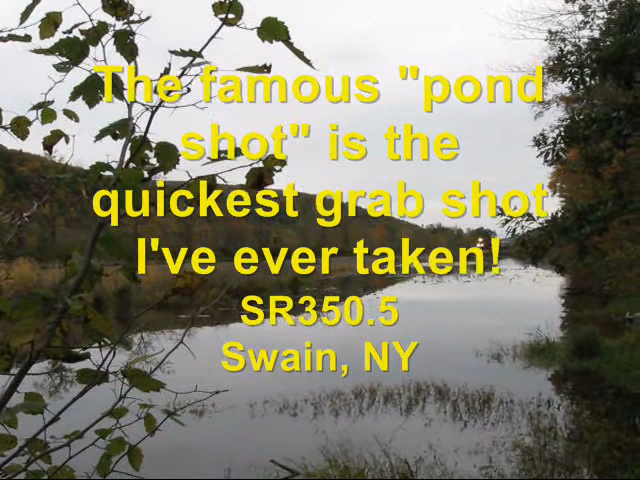 The famous "pond
shot" is the
quickest grab shot
I've ever taken!
SR350.5
Swain, NY